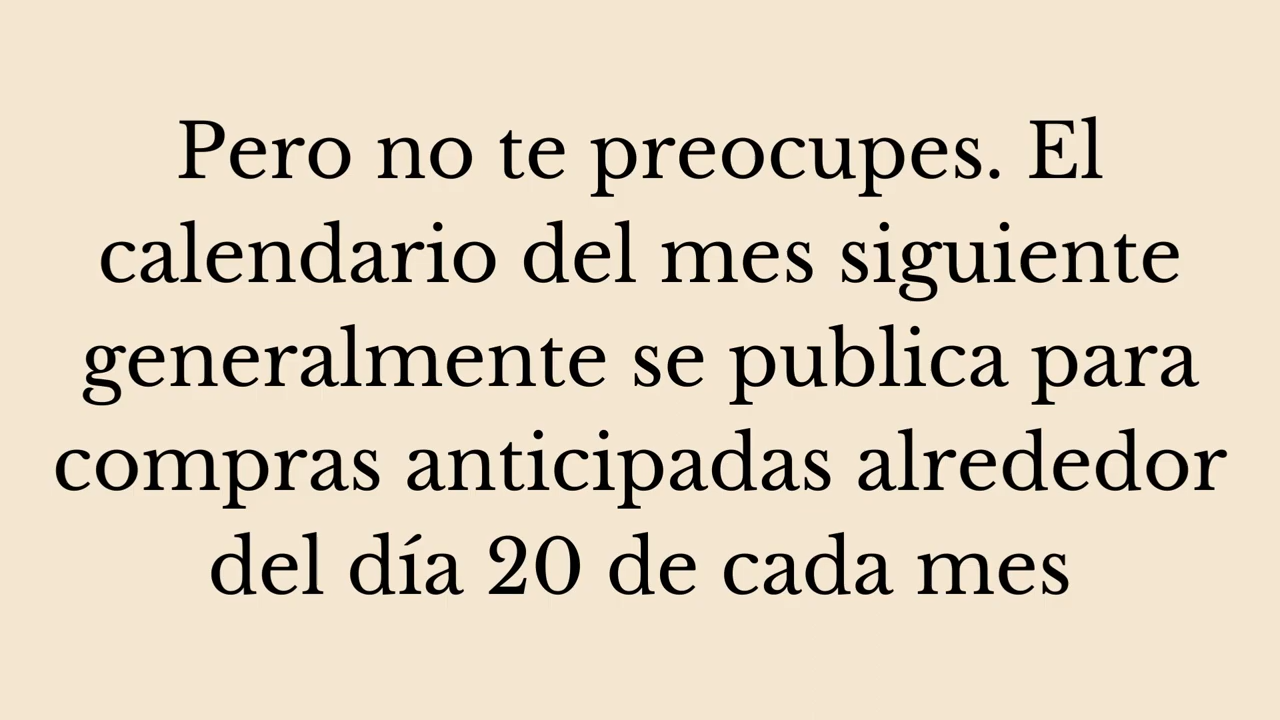 Pero no te preocupes. El
calendario del mes siguiente
generalmente se publica para
compras anticipadas alrededor
del día 20 de cada mes